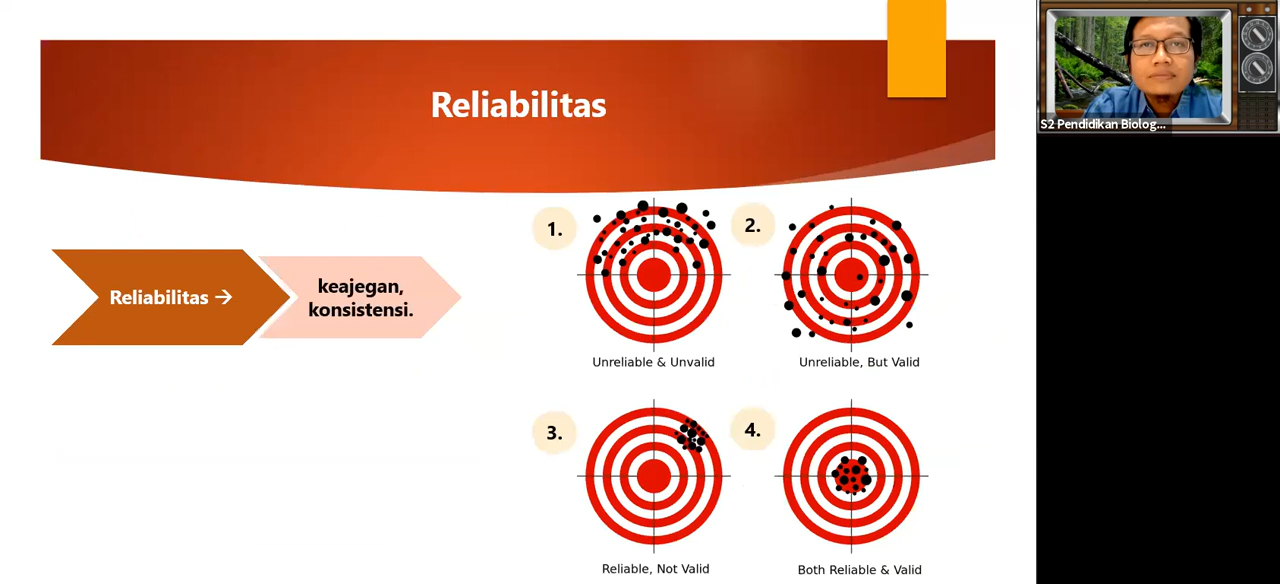 Reliabilitas
S2 Pendidikan Biolog...
Reliabilitas →
keajegan,
konsistensi.
1.
2.
Unreliable & Unvalid
Unreliable, But Valid
3.
4.
Reliable, Not Valid
Both Reliable & Valid